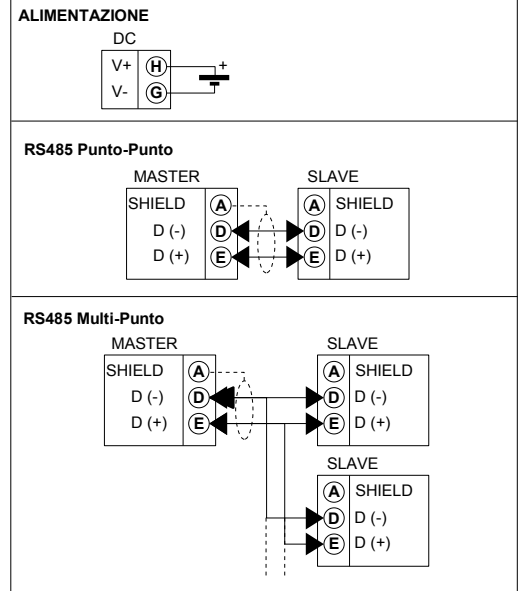 ALIMENTAZIONE
DC
V+ H +
V- G
RS485 Punto-Punto
MASTER SLAVE
SHIELD A A SHIELD
D (-) D D D (-)
D (+) E E D (+)
RS485 Multi-Punto
MASTER SLAVE
SHIELD A A SHIELD
D (-) D D D (-)
D (+) E E D (+)
SLAVE
A SHIELD
D D (-)
E D (+)